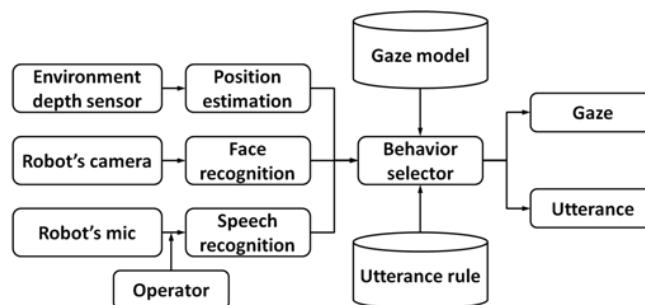 Gaze model
Environment
depth sensor
Position
estimation
Gaze
Robot's camera
Face
recognition
Behavior
selector
Robot's mic
Speech
recognition
Utterance
Operator
Utterance rule